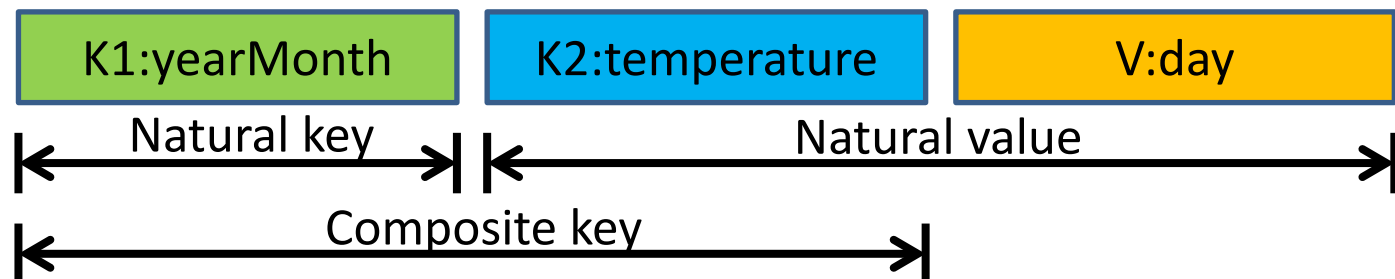 K1:yearMonth K2:temperature V:day
Natural key Natural value
Composite key